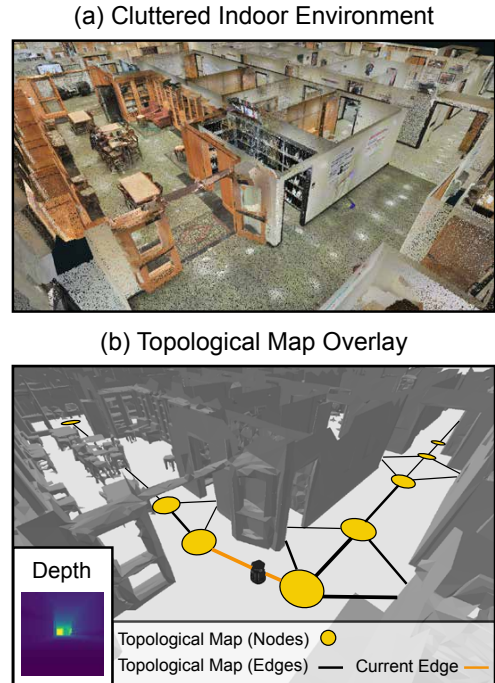 (a) Cluttered Indoor Environment
(b) Topological Map Overlay
Depth
Topological Map (Nodes)
Topological Map (Edges) Current Edge